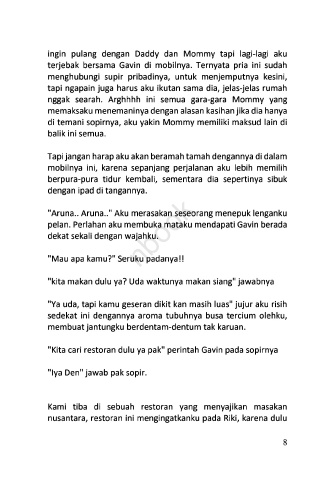 ingin pulang dengan Daddy dan Mommy tapi lagi-lagi aku
terjebak bersama Gavin di mobilnya. Ternyata pria ini sudah
menghubungi supir pribadinya, untuk menjemputnya kesini,
tapi ngapain juga harus aku ikutan sama dia, jelas-jelas rumah
nggak searah. Arghhhh ini semua gara-gara Mommy yang
memaksaku menemaninya dengan alasan kasihan jika dia hanya
di temani sopirnya, aku yakin Mommy memiliki maksud lain di
balik ini semua.
Tapi jangan harap aku akan beramah tamah dengannya di dalam
mobilnya ini, karena sepanjang perjalanan aku lebih memilih
berpura-pura tidur kembali, sementara dia sepertinya sibuk
dengan ipad di tangannya.
"Aruna.. Aruna.." Aku merasakan seseorang menepuk lenganku
pelan. Perlahan aku membuka mataku mendapati Gavin berada
dekat sekali dengan wajahku.
"Mau apa kamu?" Seruku padanya!!
"kita makan dulu ya? Uda waktunya makan siang" jawabnya
"Ya uda, tapi kamu geseran dikit kan masih luas" jujur aku risih
sedekat ini dengannya aroma tubuhnya busa tercium olehku,
membuat jantungku berdentam-dentum tak karuan.
"Kita cari restoran dulu ya pak" perintah Gavin pada sopirnya
"Iya Den" jawab pak sopir.
Kami tiba di sebuah restoran yang menyajikan masakan
nusantara, restoran ini mengingatkanku pada Riki, karena dulu
8